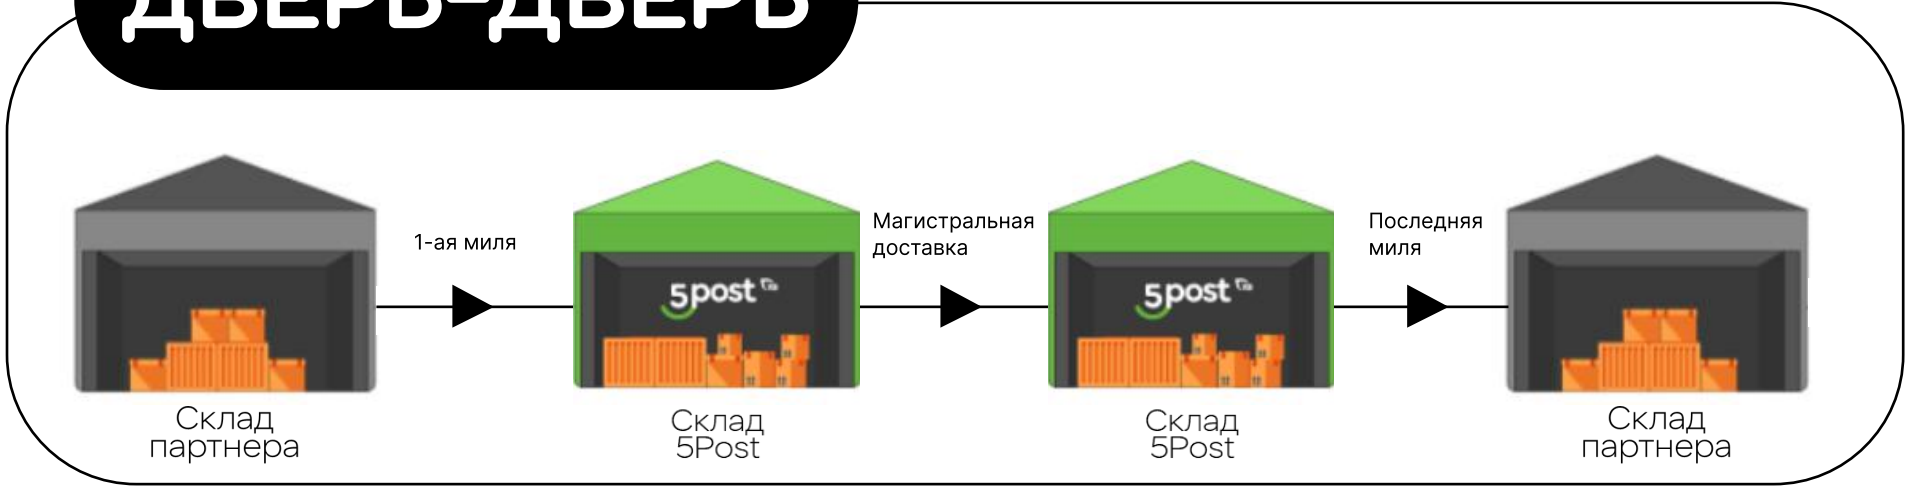 ДВЕРЬ-ДВЕРЬ
1-ая миля
Магистральная
доставка
Последняя
миля
5post
5post
Склад
партнера
Склад
5Post
Склад
5Post
Склад
партнера